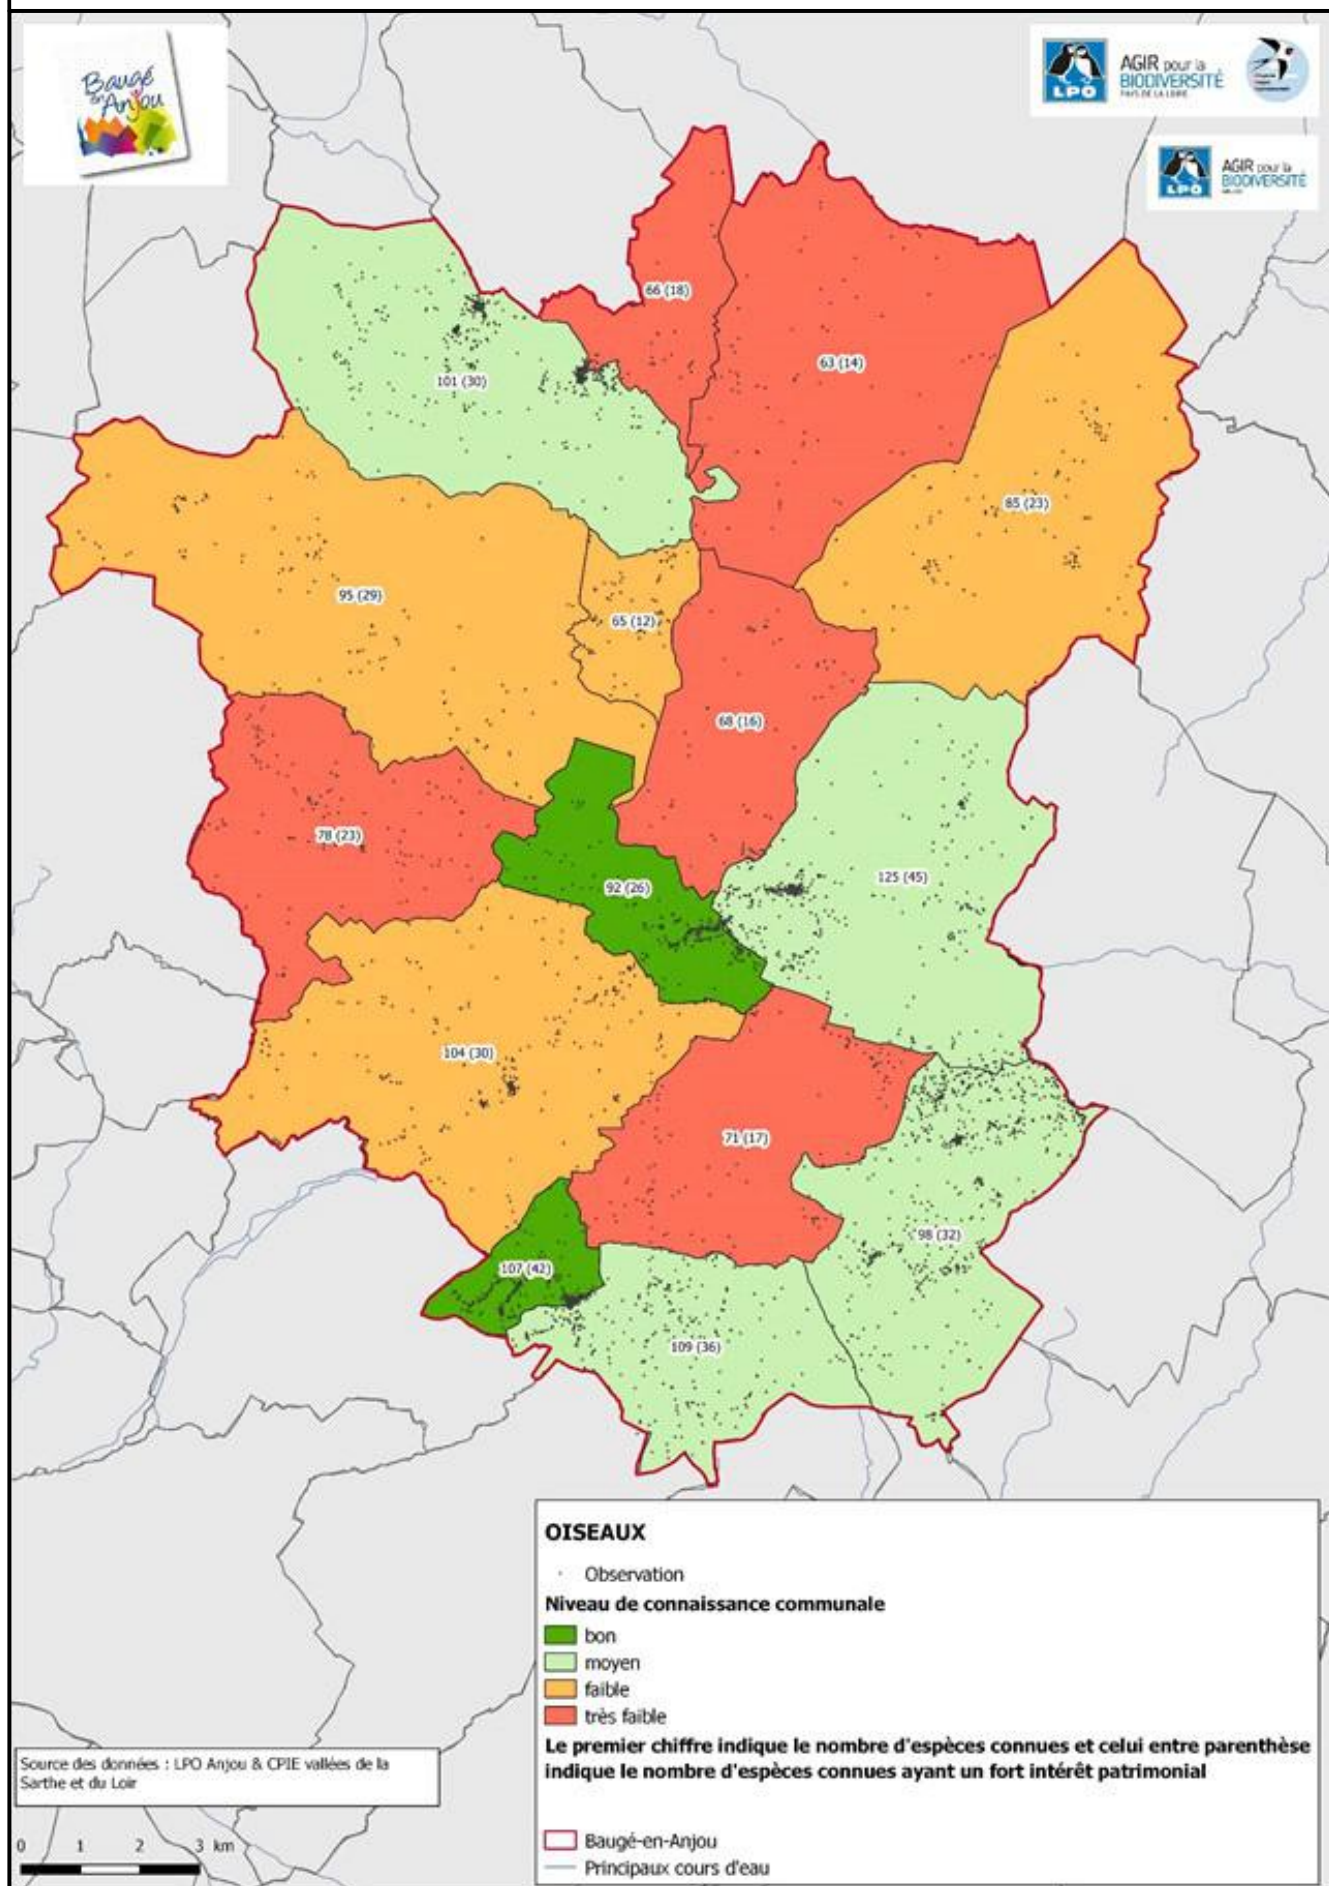 Baugé
en
Anjou
LPO
AGIR pour la
BIODIVERSITÉ
PAYS DE LA LOIRE
LPO
AGIR pour la
BIODIVERSITÉ
66 (18)
63 (14)
101 (30)
85 (23)
95 (29)
65 (12)
68 (16)
78 (23)
92 (26)
125 (45)
104 (30)
71 (17)
98 (32)
107 (42)
109 (36)
OISEAUX
Observation
Niveau de connaissance communale
bon
moyen
faible
très faible
Le premier chiffre indique le nombre d'espèces connues et celui entre parenthèse
indique le nombre d'espèces connues ayant un fort intérêt patrimonial
Baugé-en-Anjou
Principaux cours d'eau
Source des données : LPO Anjou & CPIE vallées de la
Sarthe et du Loir
0 1 2 3 km